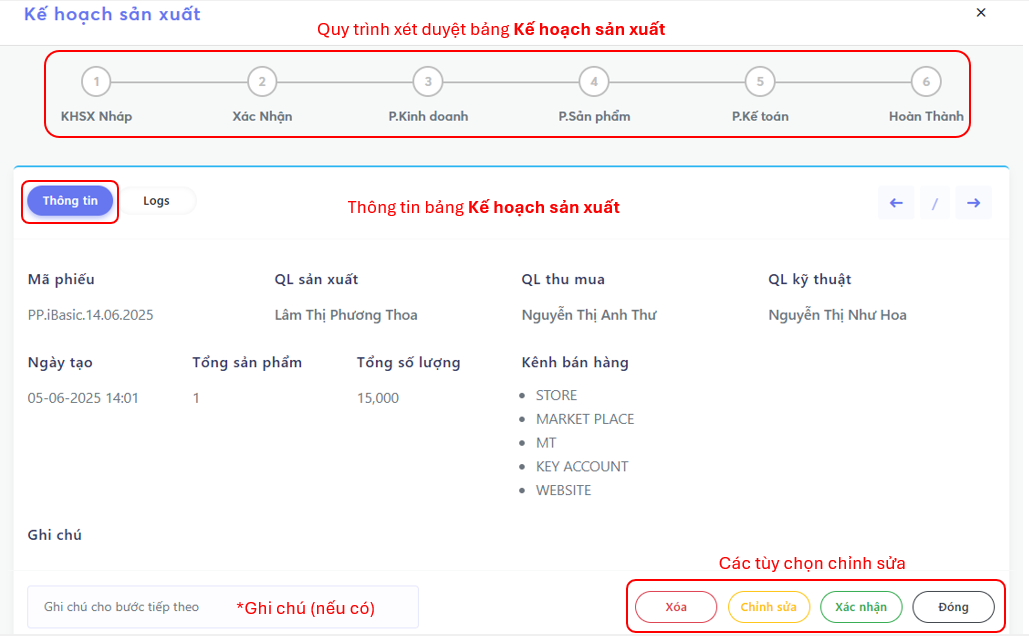 Kế hoạch sản xuất
×
Quy trình xét duyệt bảng Kế hoạch sản xuất
1 2 3 4 5 6
KHSX Nháp Xác Nhận P.Kinh doanh P.Sản phẩm P.Kế toán Hoàn Thành
Thông tin Logs
Thông tin bảng Kế hoạch sản xuất
← / →
Mã phiếu QL sản xuất QL thu mua QL kỹ thuật
PP.iBasic.14.06.2025 Lâm Thị Phương Thoa Nguyễn Thị Anh Thư Nguyễn Thị Như Hoa
Ngày tạo Tổng sản phẩm Tổng số lượng Kênh bán hàng
05-06-2025 14:01 1 15,000
• STORE
• MARKET PLACE
• MT
• KEY ACCOUNT
• WEBSITE
Ghi chú
Các tùy chọn chỉnh sửa
Ghi chú cho bước tiếp theo *Ghi chú (nếu có)
Xóa Chỉnh sửa Xác nhận Đóng